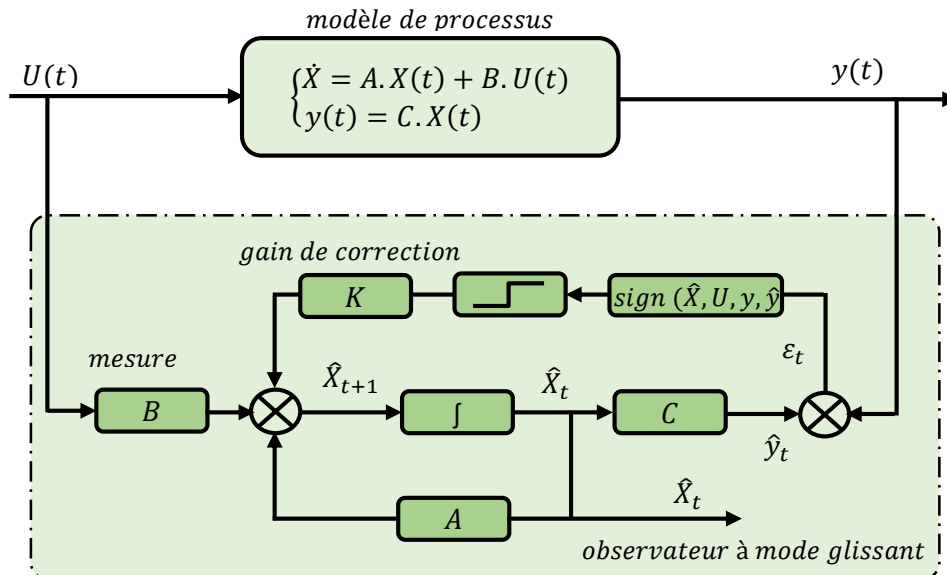 modèle de processus
U(t)
Ẋ = A.X(t) + B.U(t)
y(t) = C.X(t)
y(t)
gain de correction
K
sign (X̂, U, y, ŷ
ε_t
mesure
B
X̂_{t+1}
∫
X̂_t
C
ŷ_t
A
X̂_t
observateur à mode glissant